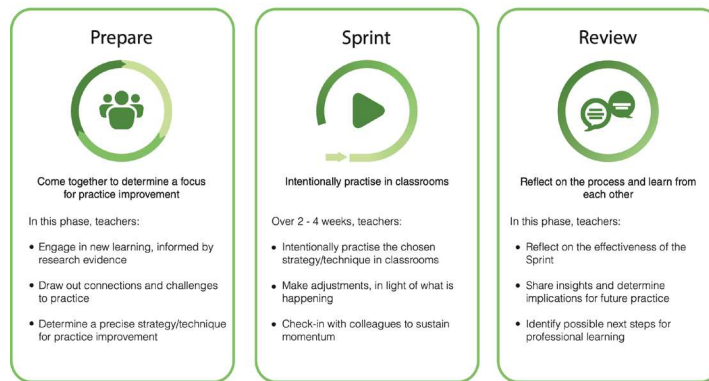 Prepare
Come together to determine a focus
for practice improvement
In this phase, teachers:
• Engage in new learning, informed by
research evidence
• Draw out connections and challenges
to practice
• Determine a precise strategy/technique
for practice improvement
Sprint
Intentionally practise in classrooms
Over 2 - 4 weeks, teachers:
• Intentionally practise the chosen
strategy/technique in classrooms
• Make adjustments, in light of what is
happening
• Check-in with colleagues to sustain
momentum
Review
Reflect on the process and learn from
each other
In this phase, teachers:
• Reflect on the effectiveness of the
Sprint
• Share insights and determine
implications for future practice
• Identify possible next steps for
professional learning